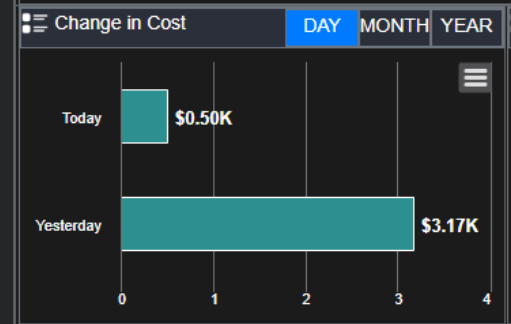 Change in Cost DAY MONTH YEAR
Today $0.50K
Yesterday $3.17K
0 1 2 3 4